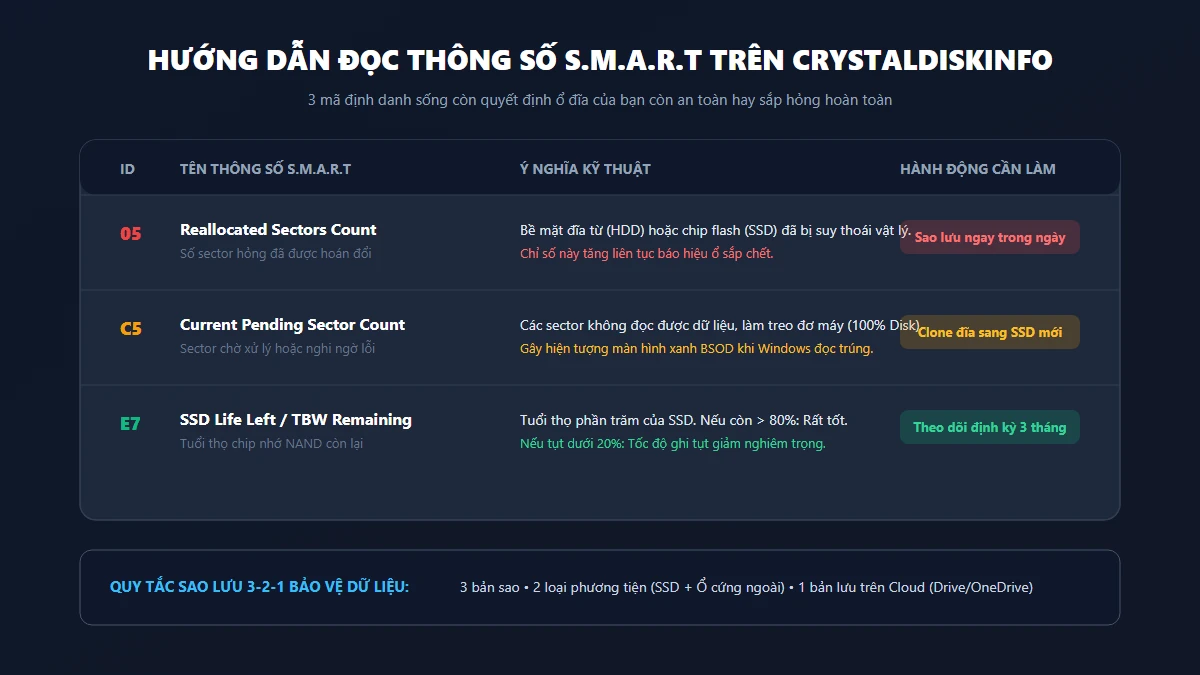 HƯỚNG DẪN ĐỌC THÔNG SỐ S.M.A.R.T TRÊN CRYSTALDISKINFO
3 mã định danh sống còn quyết định ổ đĩa của bạn còn an toàn hay sắp hỏng hoàn toàn
ID TÊN THÔNG SỐ S.M.A.R.T Ý NGHĨA KỸ THUẬT HÀNH ĐỘNG CẦN LÀM
05 Reallocated Sectors Count Bề mặt đĩa từ (HDD) hoặc chip flash (SSD) đã bị suy thoái vật lý. Sao lưu ngay trong ngày
Số sector hỏng đã được hoán đổi Chỉ số này tăng liên tục báo hiệu ổ sắp chết.
C5 Current Pending Sector Count Các sector không đọc được dữ liệu, làm treo đơ máy (100% Disk). Clone đĩa sang SSD mới
Sector chờ xử lý hoặc nghi ngờ lỗi Gây hiện tượng màn hình xanh BSOD khi Windows đọc trúng.
E7 SSD Life Left / TBW Remaining Tuổi thọ phần trăm của SSD. Nếu còn > 80%: Rất tốt. Theo dõi định kỳ 3 tháng
Tuổi thọ chip nhớ NAND còn lại Nếu tụt dưới 20%: Tốc độ ghi tụt giảm nghiêm trọng.
QUY TẮC SAO LƯU 3-2-1 BẢO VỆ DỮ LIỆU: 3 bản sao • 2 loại phương tiện (SSD + Ổ cứng ngoài) • 1 bản lưu trên Cloud (Drive/OneDrive)